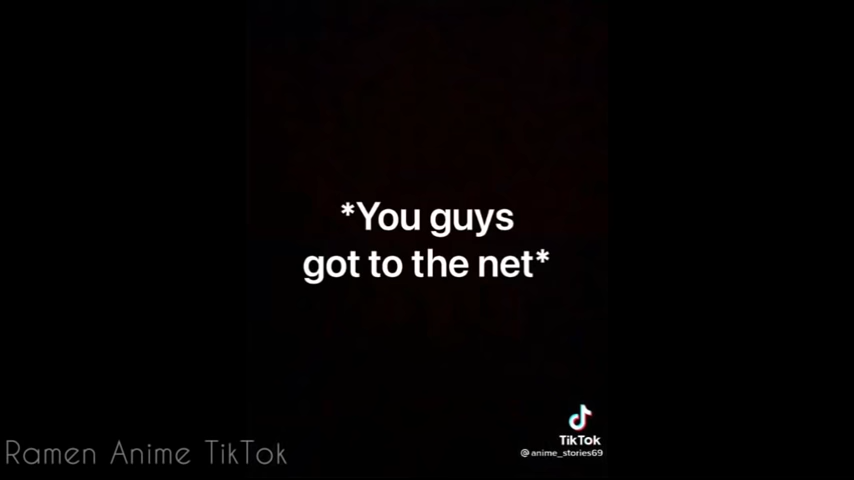 *You guys
got to the net*
TikTok
@anime_stories69
Ramen Anime TikTok